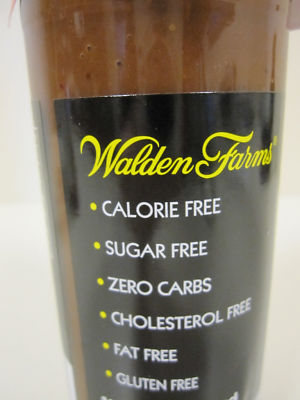 Walden Farms®
• CALORIE FREE
• SUGAR FREE
• ZERO CARBS
• CHOLESTEROL FREE
• FAT FREE
• GLUTEN FREE